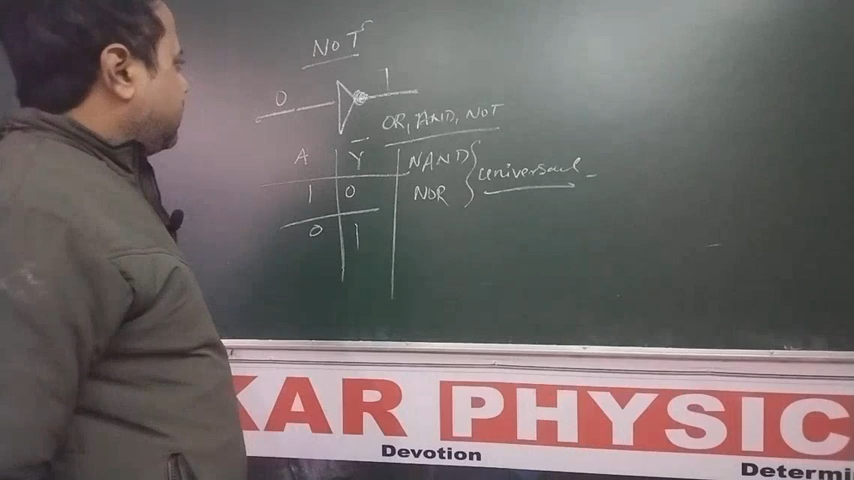 NOT
0 1
OR, AND, NOT
A Y NAND
1 0 NOR universal
0 1
KAR PHYSIC
Devotion
Determi